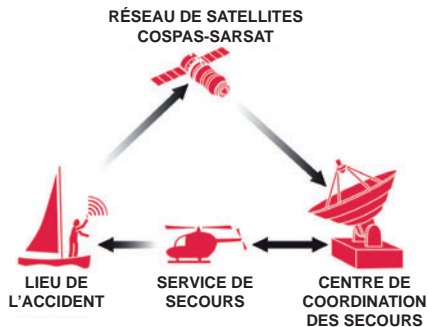 RÉSEAU DE SATELLITES
COSPAS-SARSAT
LIEU DE
L'ACCIDENT
SERVICE DE
SECOURS
CENTRE DE
COORDINATION
DES SECOURS